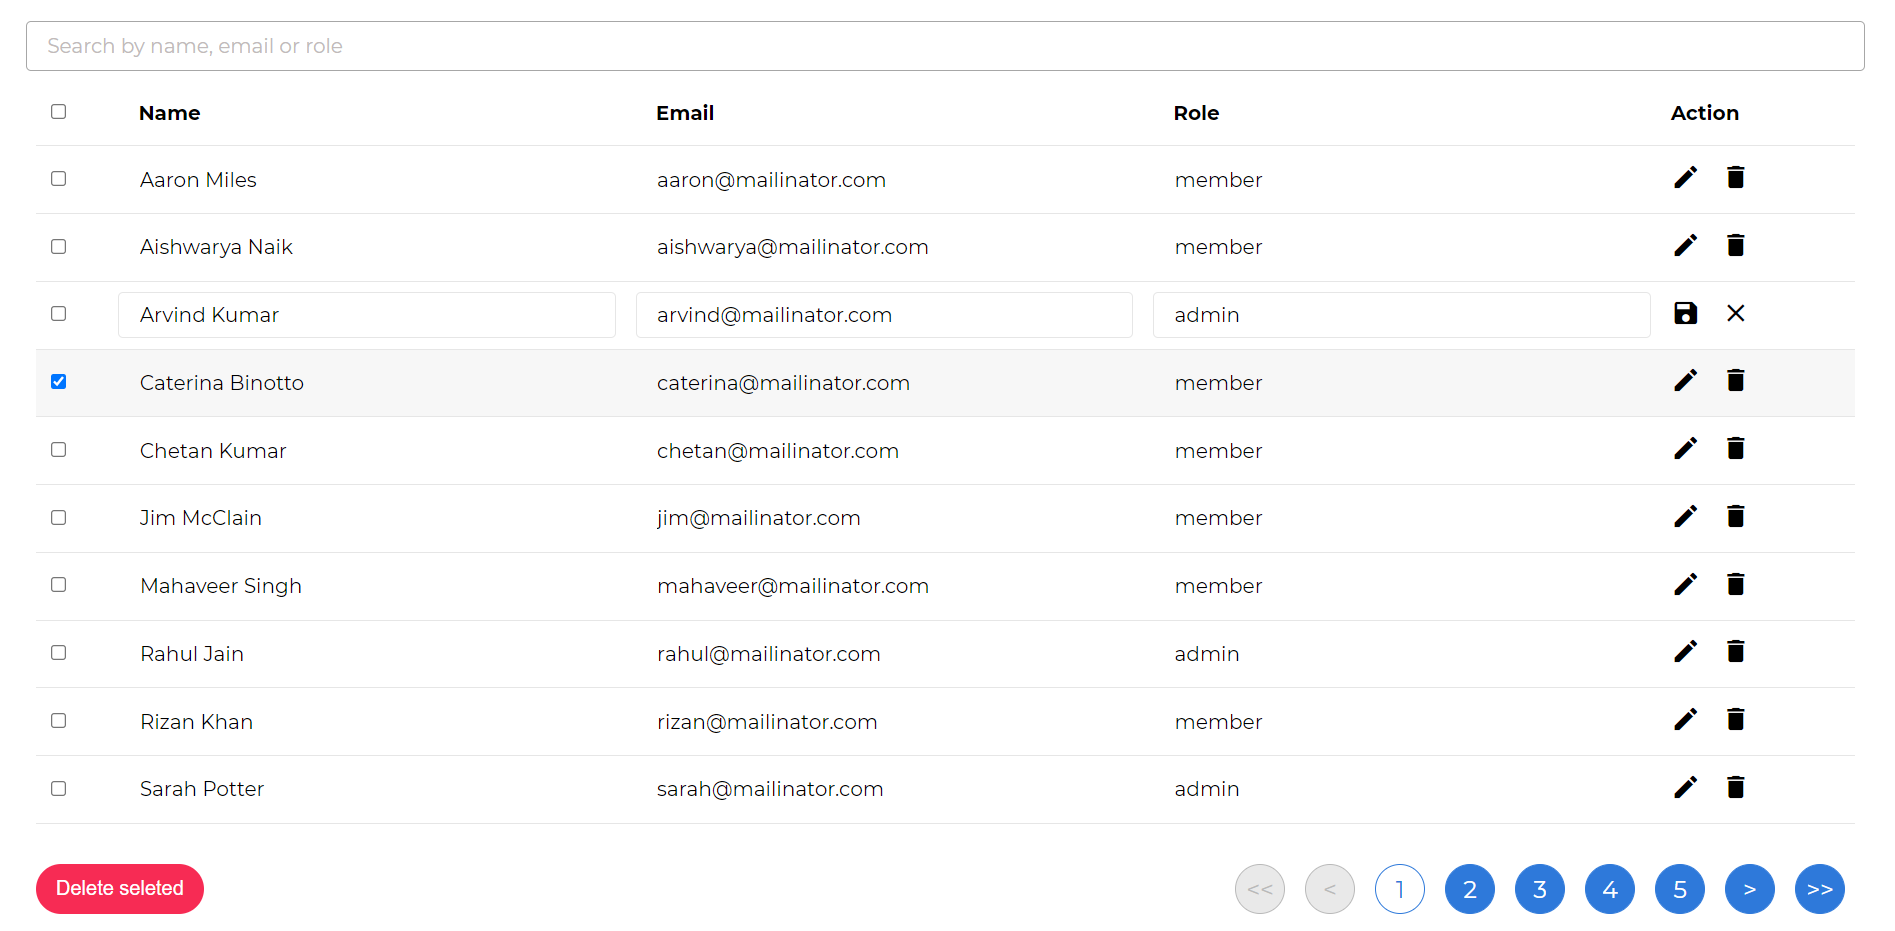 Search by name, email or role
Name Email Role Action
Aaron Miles aaron@mailinator.com member
Aishwarya Naik aishwarya@mailinator.com member
Arvind Kumar arvind@mailinator.com admin
Caterina Binotto caterina@mailinator.com member
Chetan Kumar chetan@mailinator.com member
Jim McClain jim@mailinator.com member
Mahaveer Singh mahaveer@mailinator.com member
Rahul Jain rahul@mailinator.com admin
Rizan Khan rizan@mailinator.com member
Sarah Potter sarah@mailinator.com admin
Delete seleted << < 1 2 3 4 5 > >>